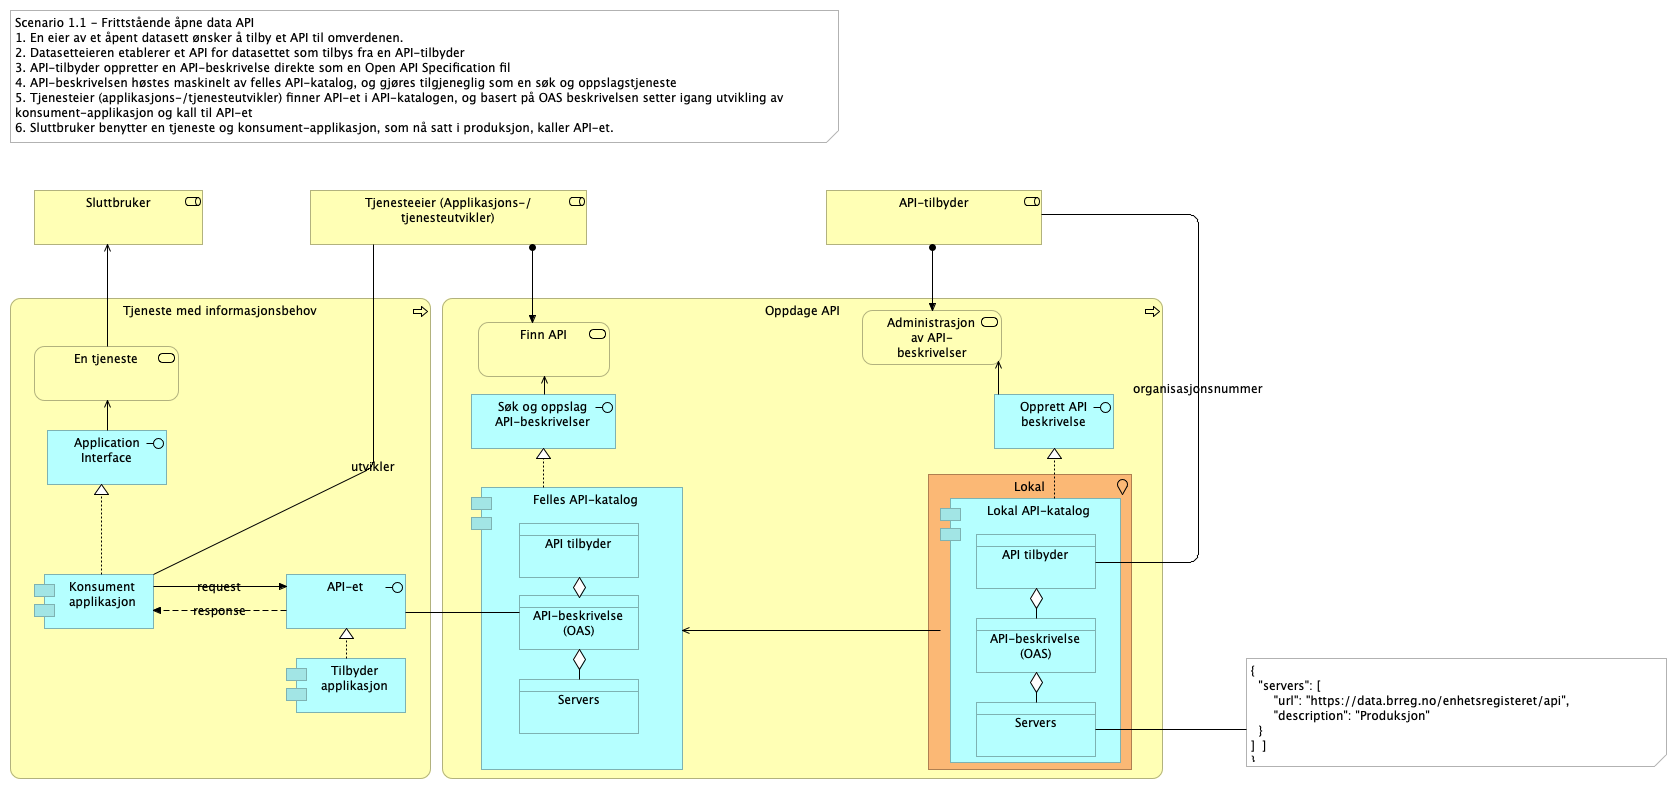 Scenario 1.1 - Frittstående åpne data API
1. En eier av et åpent datasett ønsker å tilby et API til omverdenen.
2. Datasetteieren etablerer et API for datasettet som tilbys fra en API-tilbyder
3. API-tilbyder oppretter en API-beskrivelse direkte som en Open API Specification fil
4. API-beskrivelsen høstes maskinelt av felles API-katalog, og gjøres tilgjeneglig som en søk og oppslagstjeneste
5. Tjenesteier (applikasjons-/tjenesteutvikler) finner API-et i API-katalogen, og basert på OAS beskrivelsen setter igang utvikling av
konsument-applikasjon og kall til API-et
6. Sluttbruker benytter en tjeneste og konsument-applikasjon, som nå satt i produksjon, kaller API-et.
Sluttbruker
Tjenesteeier (Applikasjons-/
tjenesteutvikler)
API-tilbyder
Tjeneste med informasjonsbehov
En tjeneste
Application
Interface
utvikler
Konsument
applikasjon
request
response
API-et
Tilbyder
applikasjon
Oppdage API
Finn API
Administrasjon
av API-
beskrivelser
Søk og oppslag
API-beskrivelser
Opprett API
beskrivelse
organisasjonsnummer
Felles API-katalog
API tilbyder
API-beskrivelse
(OAS)
Servers
Lokal
Lokal API-katalog
API tilbyder
API-beskrivelse
(OAS)
Servers
{
"servers": [
"url": "https://data.brreg.no/enhetsregisteret/api",
"description": "Produksjon"
}
] ]
}